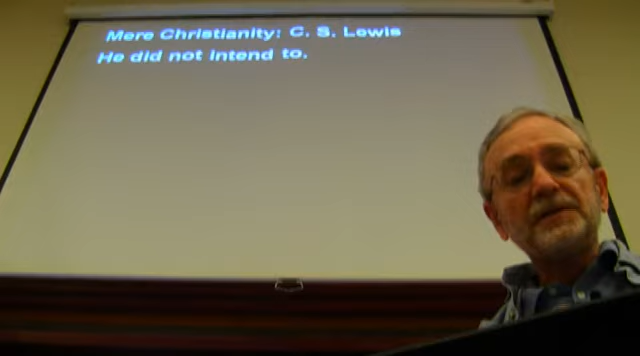 Mere Christianity: C. S. Lewis
He did not intend to.